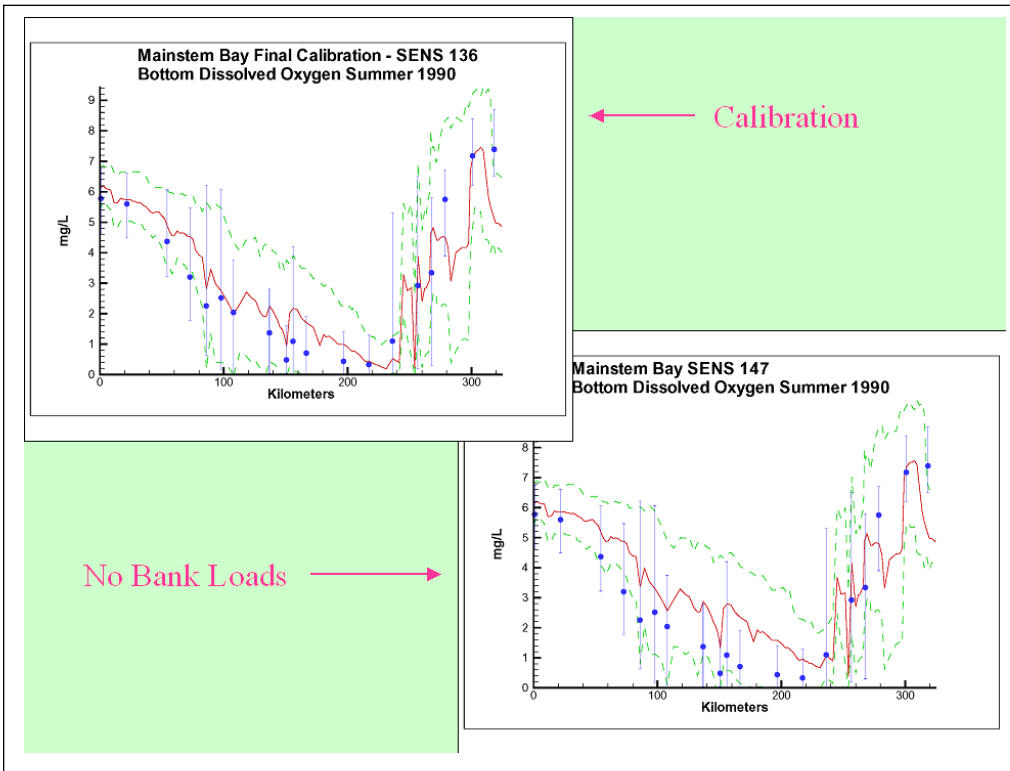 Mainstem Bay Final Calibration - SENS 136
Bottom Dissolved Oxygen Summer 1990
9
8
7
6
5
4
3
2
1
0
mg/L
0 100 200 300
Kilometers
Calibration
Mainstem Bay SENS 147
Bottom Dissolved Oxygen Summer 1990
8
7
6
5
4
3
2
1
0
mg/L
0 100 200 300
Kilometers
No Bank Loads